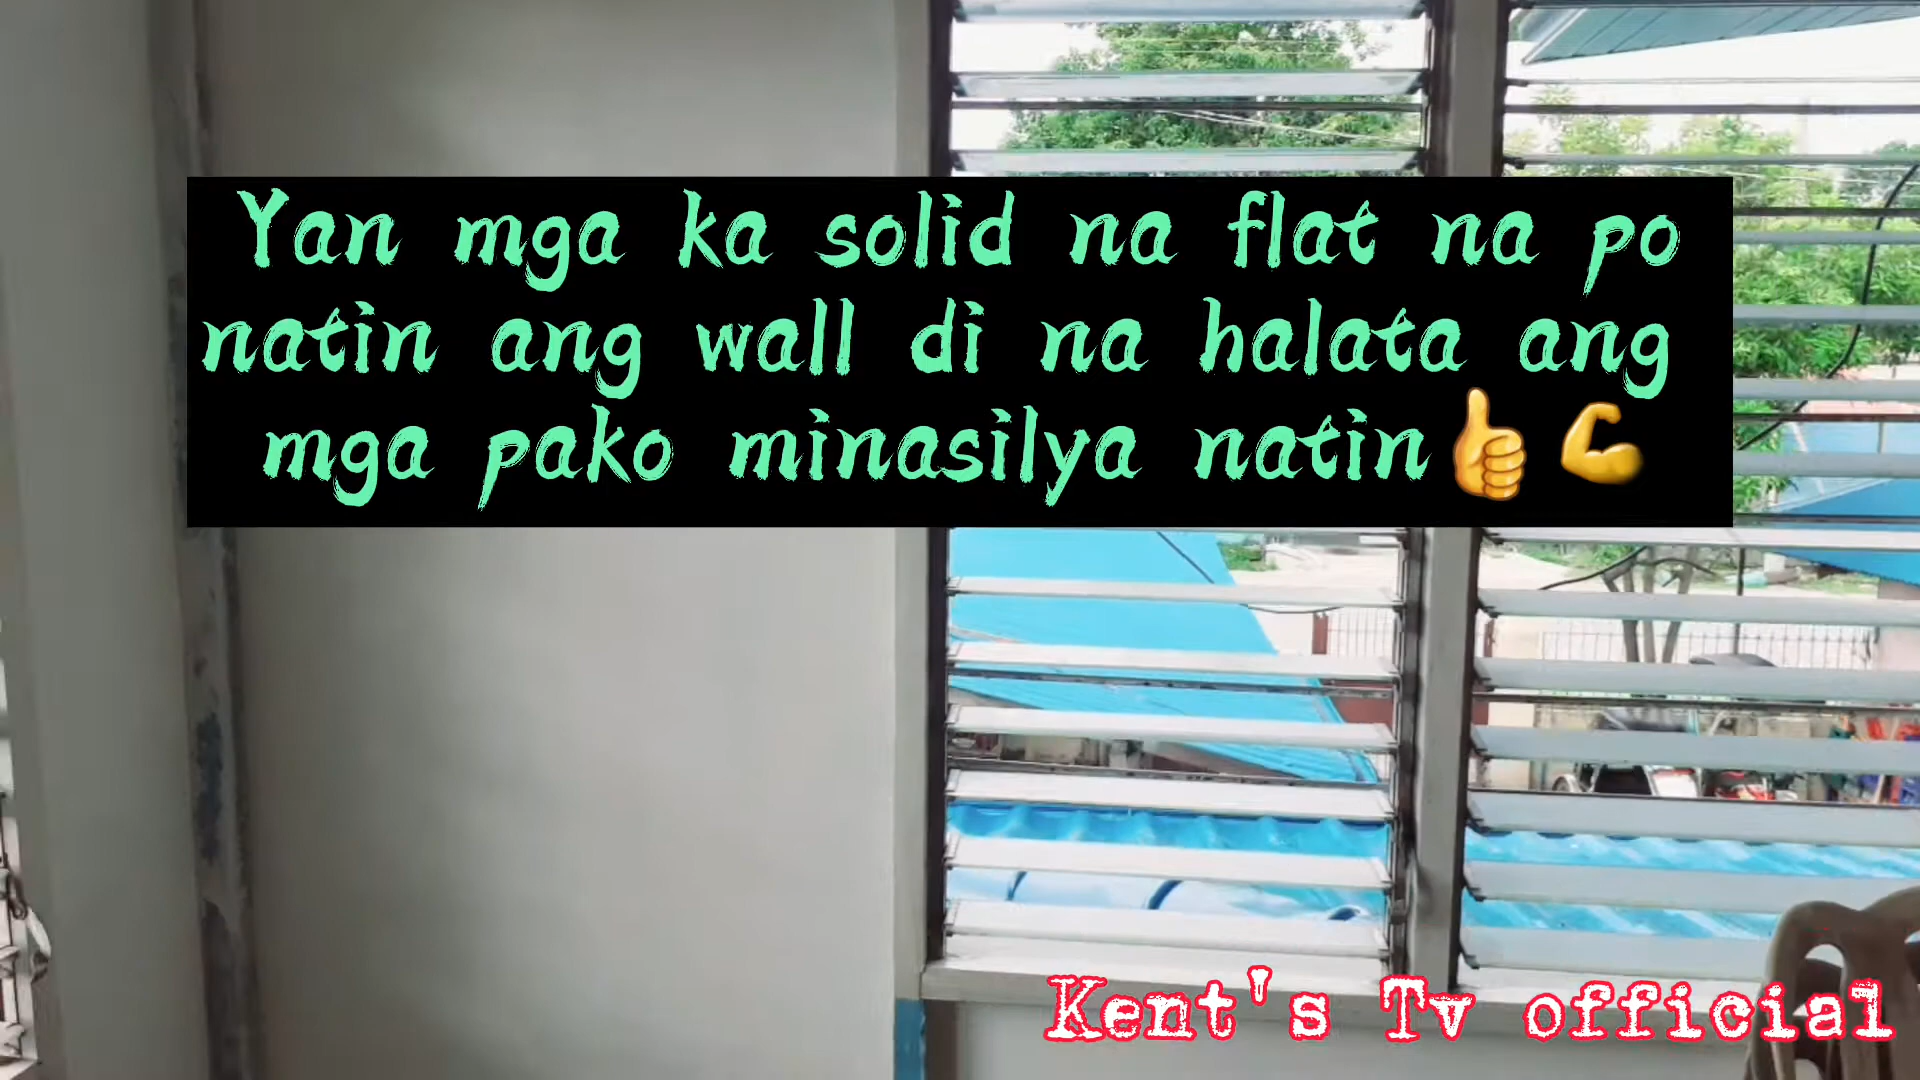 Yan mga ka solid na flat na po
natin ang wall di na halata ang
mga pako minasilya natin👍💪
Kent's Tv official